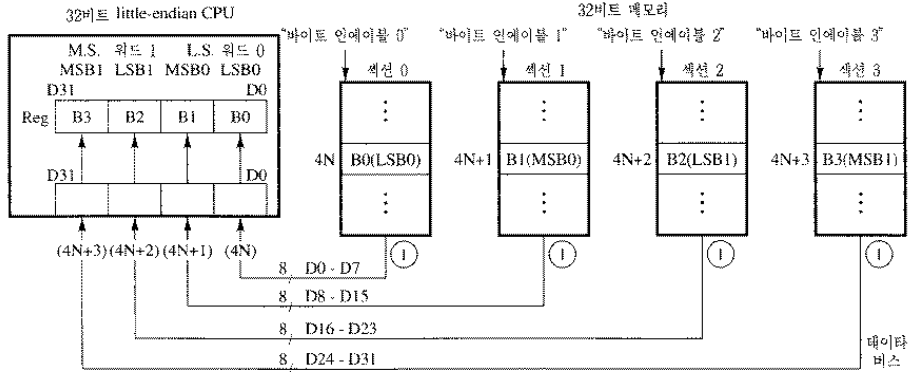 32비트 little-endian CPU
32비트 메모리
"바이트 인에이블 0" "바이트 인에이블 1" "바이트 인에이블 2" "바이트 인에이블 3"
M.S. 워드 1 L.S. 워드 0
MSB1 LSB1 MSB0 LSB0
섹션 0 섹션 1 섹션 2 섹션 3
D31 D0
Reg B3 B2 B1 B0
4N B0(LSB0) 4N+1 B1(MSB0) 4N+2 B2(LSB1) 4N+3 B3(MSB1)
D31 D0
(4N+3) (4N+2) (4N+1) (4N)
1 1 1 1
8 D0 - D7
8 D8 - D15
8 D16 - D23
8 D24 - D31
데이타
버스